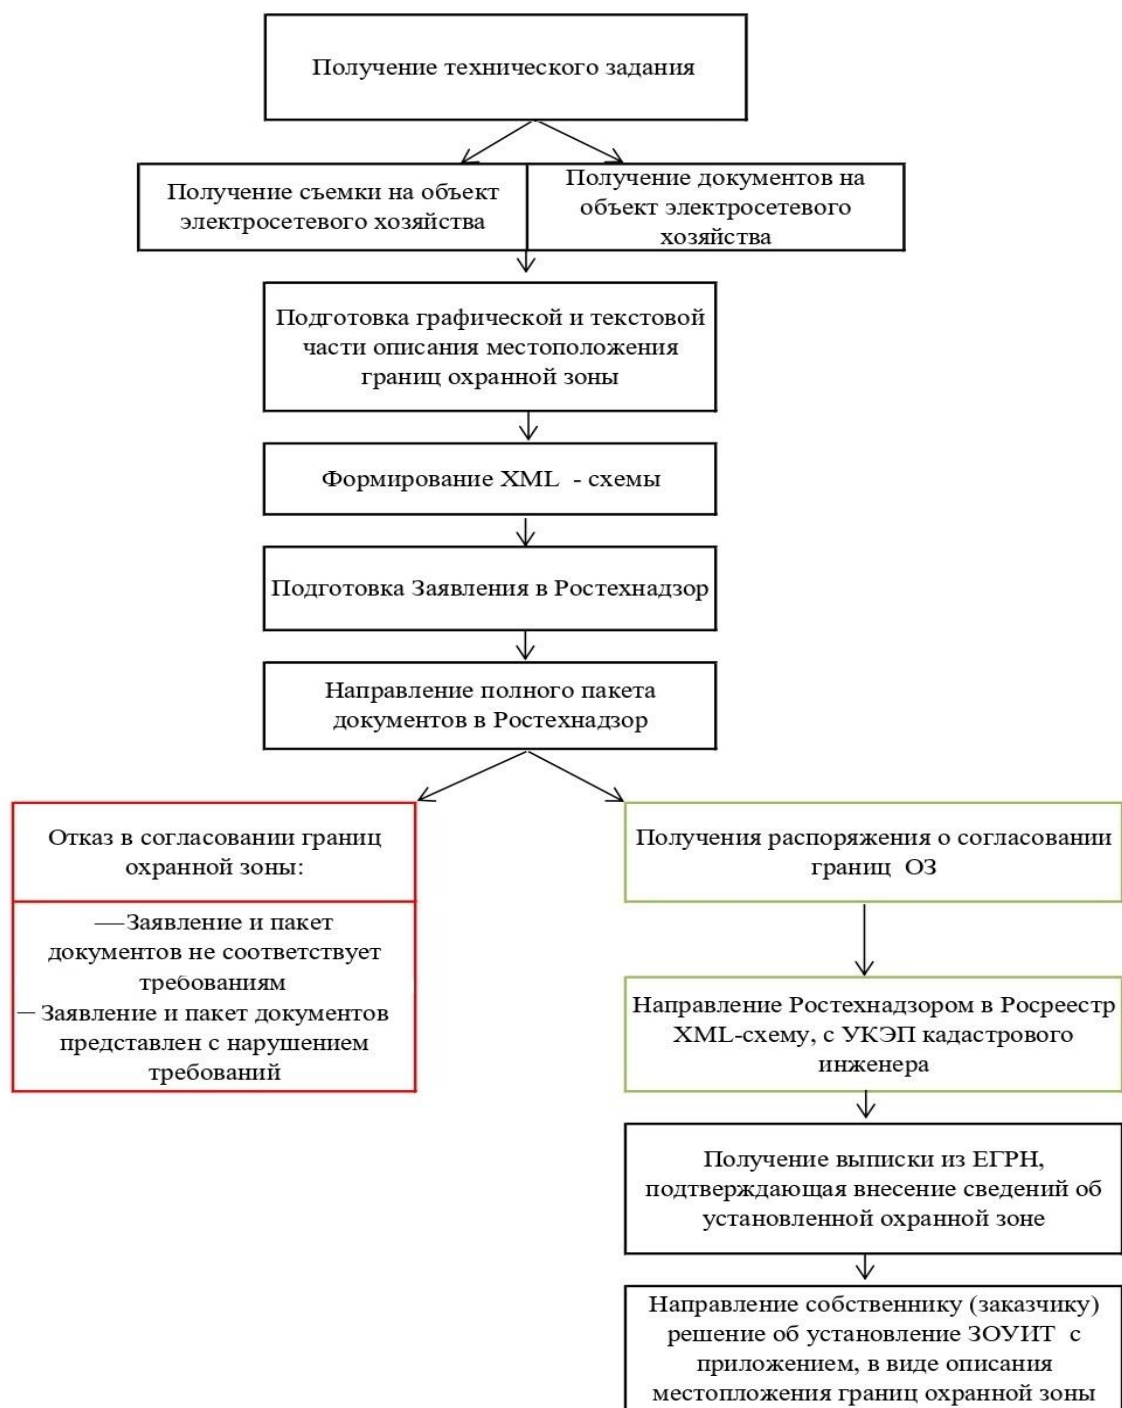 Получение технического задания
Получение съемки на объект
электросетевого хозяйства
Получение документов на
объект электросетевого
хозяйства
Подготовка графической и текстовой
части описания местоположения
границ охранной зоны
Формирование XML - схемы
Подготовка Заявления в Ростехнадзор
Направление полного пакета
документов в Ростехнадзор
Отказ в согласовании границ
охранной зоны:
—Заявление и пакет
документов не соответствует
требованиям
— Заявление и пакет документов
представлен с нарушением
требований
Получения распоряжения о согласовании
границ ОЗ
Направление Ростехнадзором в Росреестр
XML-схему, с УКЭП кадастрового
инженера
Получение выписки из ЕГРН,
подтверждающая внесение сведений об
установленной охранной зоне
Направление собственнику (заказчику)
решение об установление ЗОУИТ с
приложением, в виде описания
местопложения границ охранной зоны